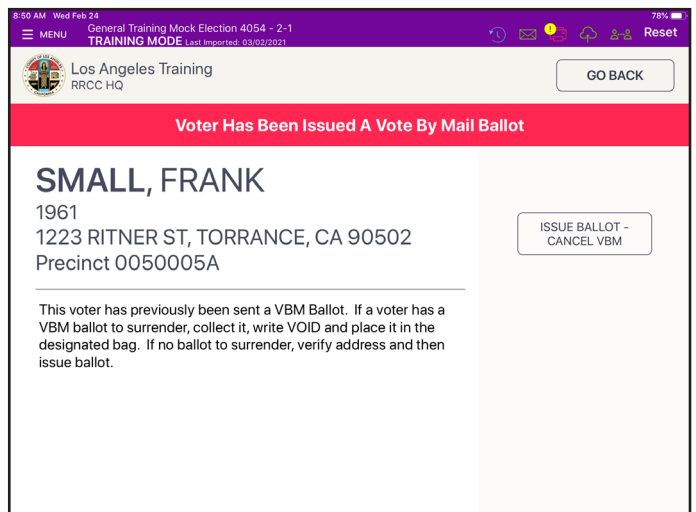 8:50 AM Wed Feb 24
78%
MENU
General Training Mock Election 4054 - 2-1
TRAINING MODE Last Imported: 03/02/2021
Reset
Los Angeles Training
RRCC HQ
GO BACK
Voter Has Been Issued A Vote By Mail Ballot
SMALL, FRANK
1961
1223 RITNER ST, TORRANCE, CA 90502
Precinct 0050005A
ISSUE BALLOT -
CANCEL VBM
This voter has previously been sent a VBM Ballot. If a voter has a
VBM ballot to surrender, collect it, write VOID and place it in the
designated bag. If no ballot to surrender, verify address and then
issue ballot.